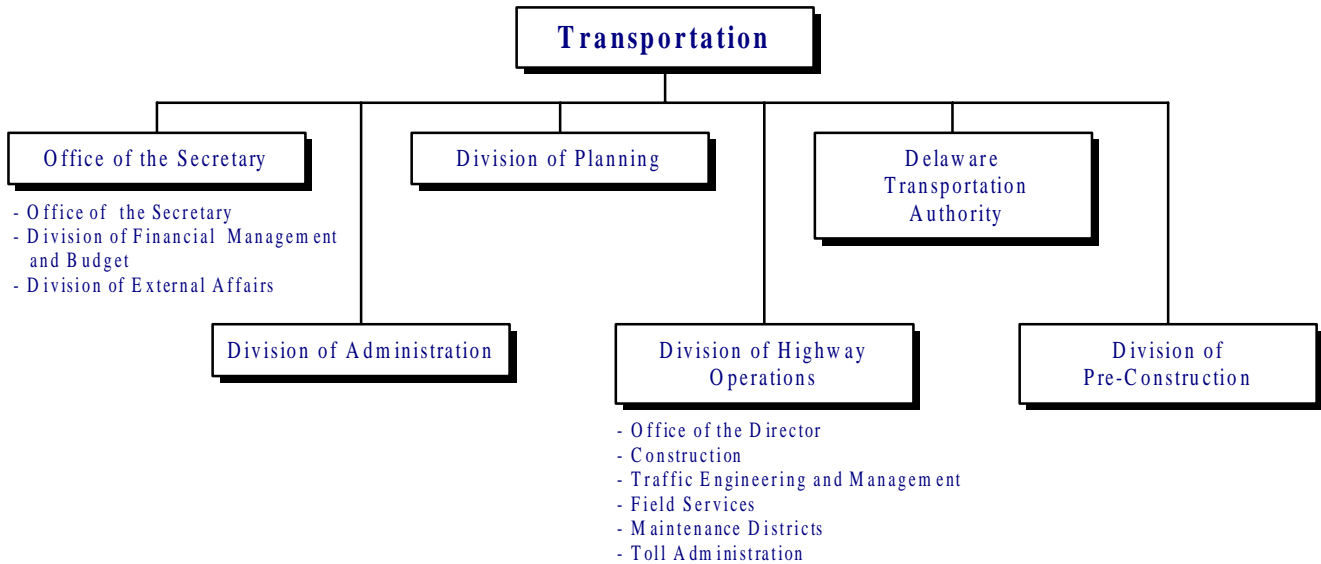 Transportation
Office of the Secretary
- Office of the Secretary
- Division of Financial Management
and Budget
- Division of External Affairs
Division of Planning
Delaware
Transportation
Authority
Division of Administration
Division of Highway
Operations
- Office of the Director
- Construction
- Traffic Engineering and Management
- Field Services
- Maintenance Districts
- Toll Administration
Division of
Pre-Construction